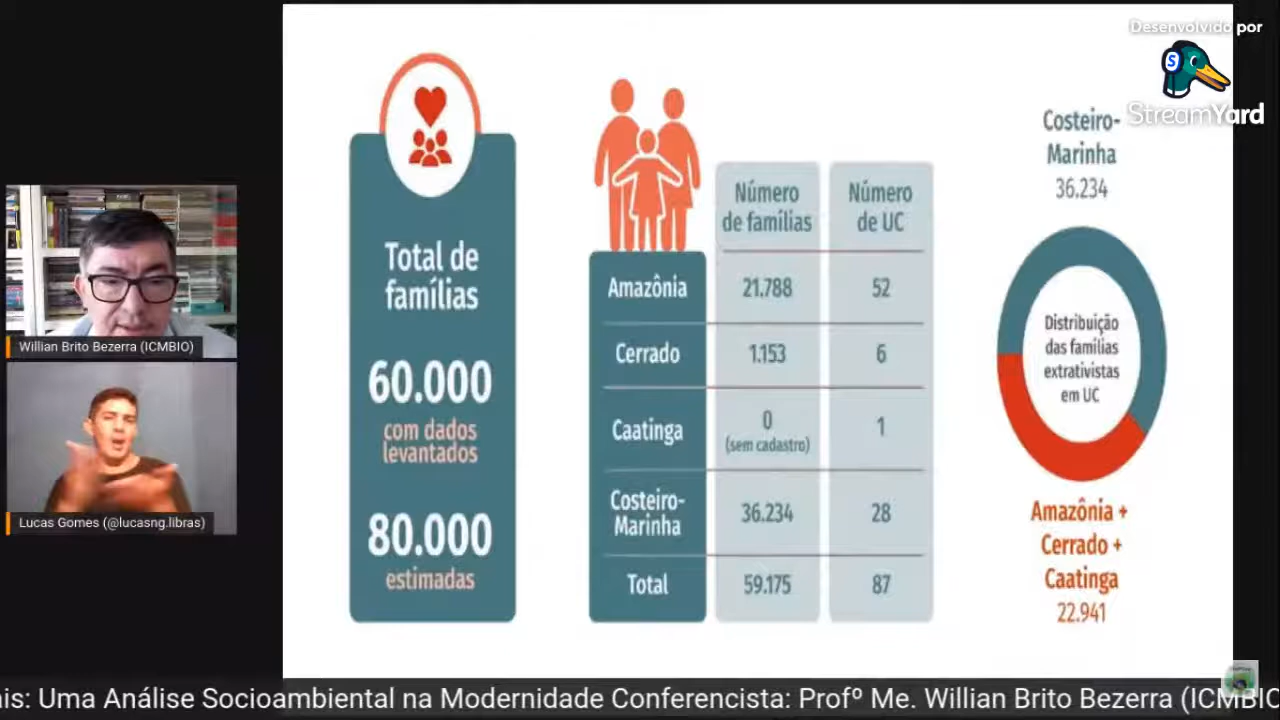 Desenvolvido por
S
StreamYard
Total de
famílias
60.000
com dados
levantados
80.000
estimadas
Número
de famílias
Número
de UC
Amazônia
21.788
52
Cerrado
1.153
6
Caatinga
0
(sem cadastro)
1
Costeiro-
Marinha
36.234
28
Total
59.175
87
Costeiro-
Marinha
36.234
Distribuição
das famílias
extrativistas
em UC
Amazônia +
Cerrado +
Caatinga
22.941
Willian Brito Bezerra (ICMBIO)
Lucas Gomes (@lucasng.libras)
is: Uma Análise Socioambiental na Modernidade Conferencista: Profº Me. Willian Brito Bezerra (ICMBIO